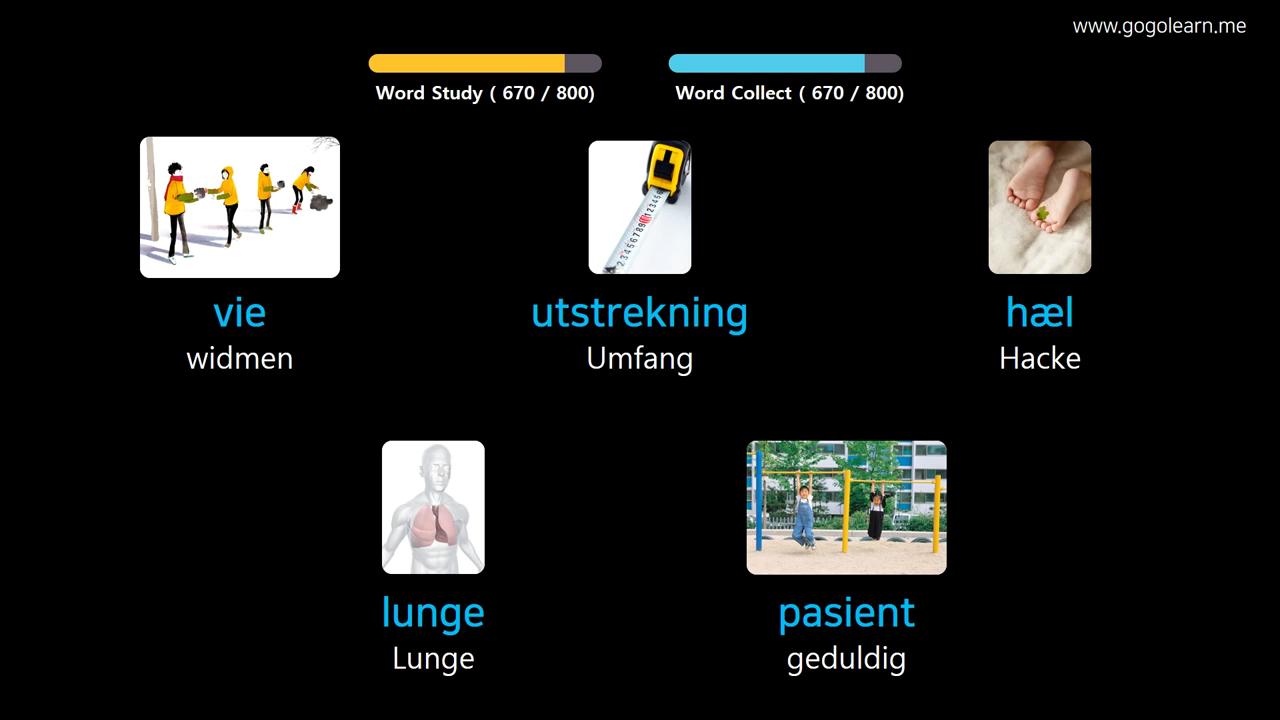 www.gogolearn.me
Word Study ( 670 / 800)
Word Collect ( 670 / 800)
vie
widmen
utstrekning
Umfang
hæl
Hacke
lunge
Lunge
pasient
geduldig